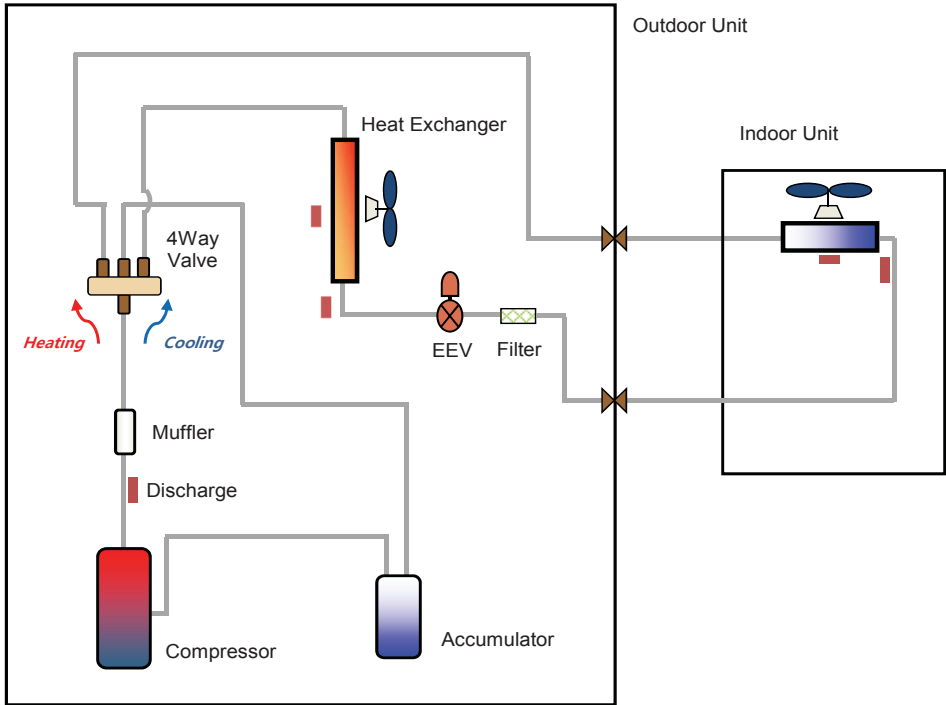 Outdoor Unit
Heat Exchanger
Indoor Unit
4Way
Valve
Heating
Cooling
EEV
Filter
Muffler
Discharge
Compressor
Accumulator